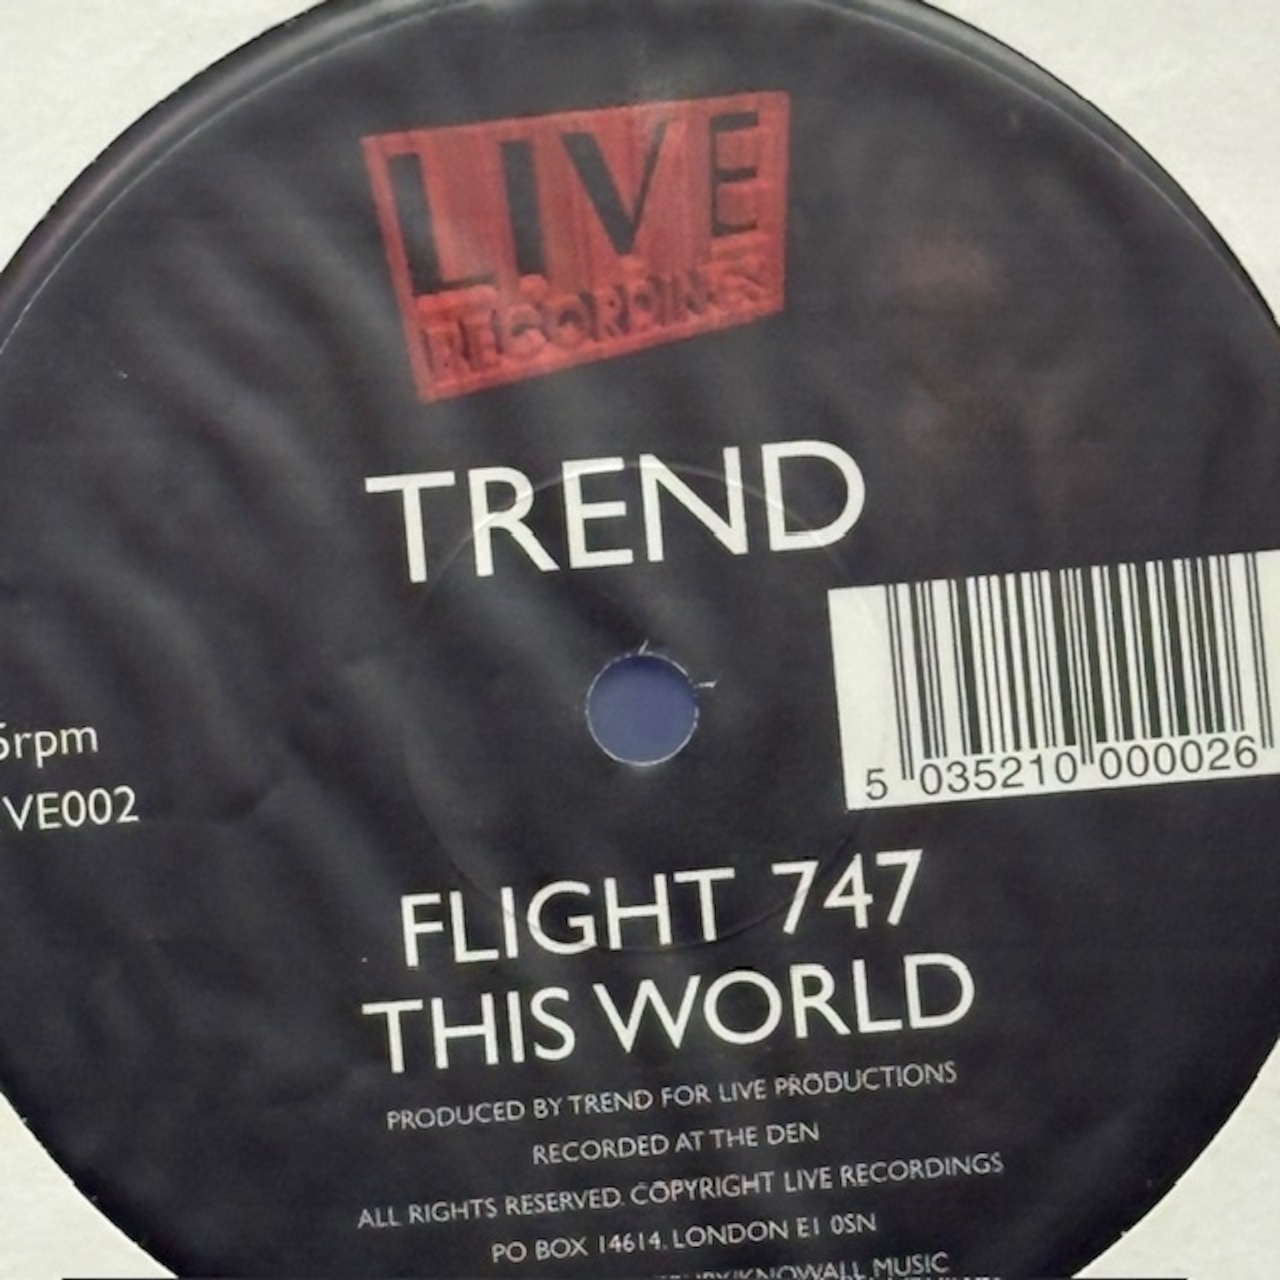 LIVE
RECORDINGS
TREND
5rpm
VE002
5 035210 000026
FLIGHT 747
THIS WORLD
PRODUCED BY TREND FOR LIVE PRODUCTIONS
RECORDED AT THE DEN
ALL RIGHTS RESERVED. COPYRIGHT LIVE RECORDINGS
PO BOX 14614. LONDON E1 0SN
MUSIC